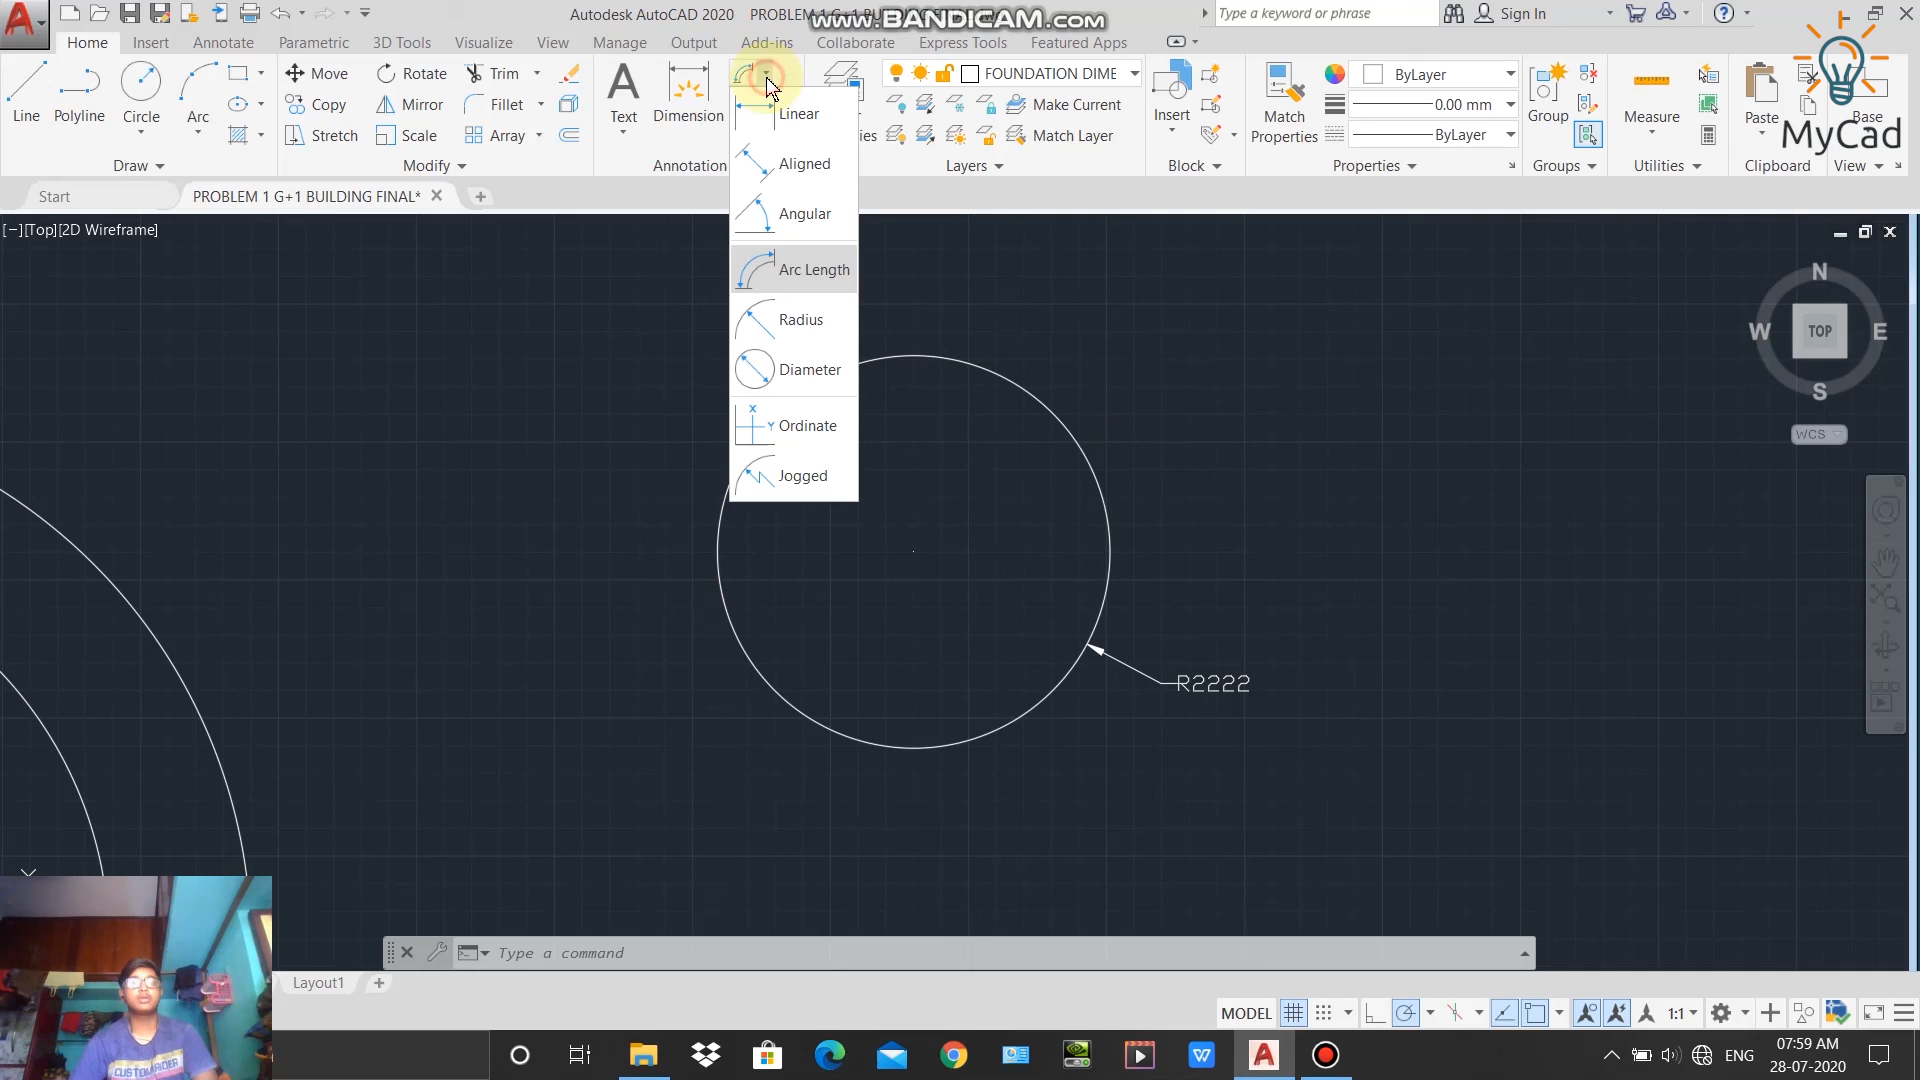 Autodesk AutoCAD 2020 PROBLEM 1 G+1 BU
www.BANDICAM.com
Type a keyword or phrase
Sign In
Home Insert Annotate Parametric 3D Tools Visualize View Manage Output Add-ins Collaborate Express Tools Featured Apps
Line Polyline Circle Arc
Move Rotate Trim
Copy Mirror Fillet
Stretch Scale Array
Text Dimension
FOUNDATION DIME
Make Current
Match Layer
Insert
Match
Properties
ByLayer
0.00 mm
ByLayer
Group
Measure
Paste
Base
MyCad
Draw Modify Annotation Layers Block Properties Groups Utilities Clipboard View
Linear
Aligned
Angular
Arc Length
Radius
Diameter
X
Y Ordinate
Jogged
Start PROBLEM 1 G+1 BUILDING FINAL*
[−][Top][2D Wireframe]
N
W TOP E
S
WCS
R2222
Type a command
Layout1
CUSTOM RIDER
MODEL 1:1
ENG
07:59 AM
28-07-2020